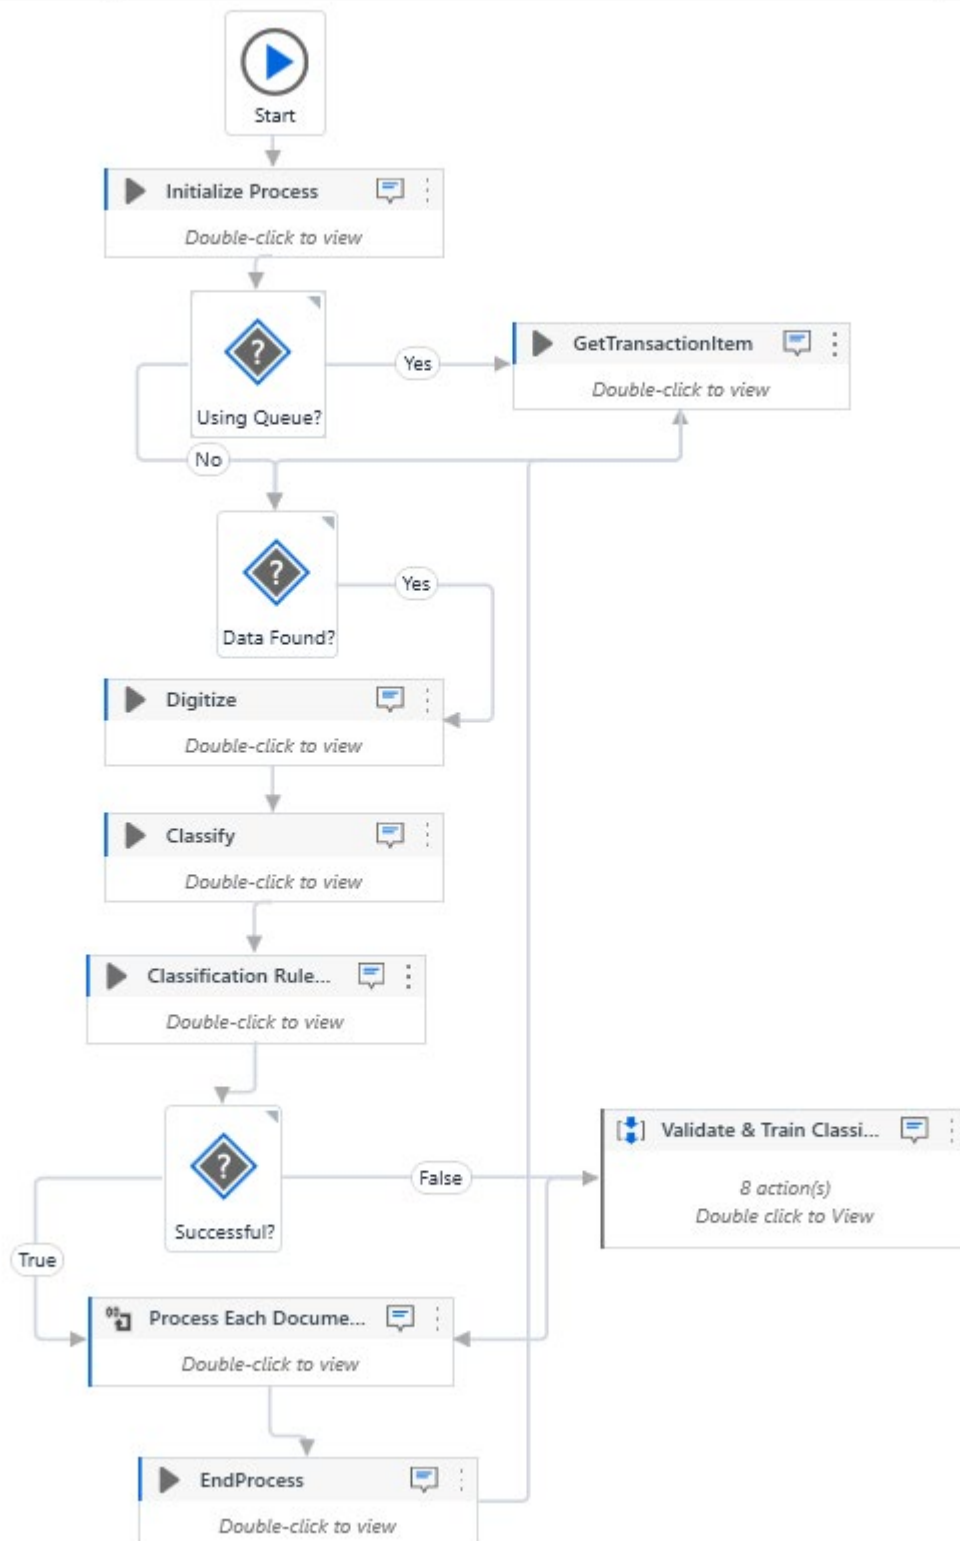 Start
Initialize Process
Double-click to view
Using Queue?
Yes
GetTransactionItem
Double-click to view
No
Data Found?
Yes
Digitize
Double-click to view
Classify
Double-click to view
Classification Rule...
Double-click to view
Successful?
False
Validate & Train Classi...
8 action(s)
Double click to View
True
Process Each Docume...
Double-click to view
EndProcess
Double-click to view